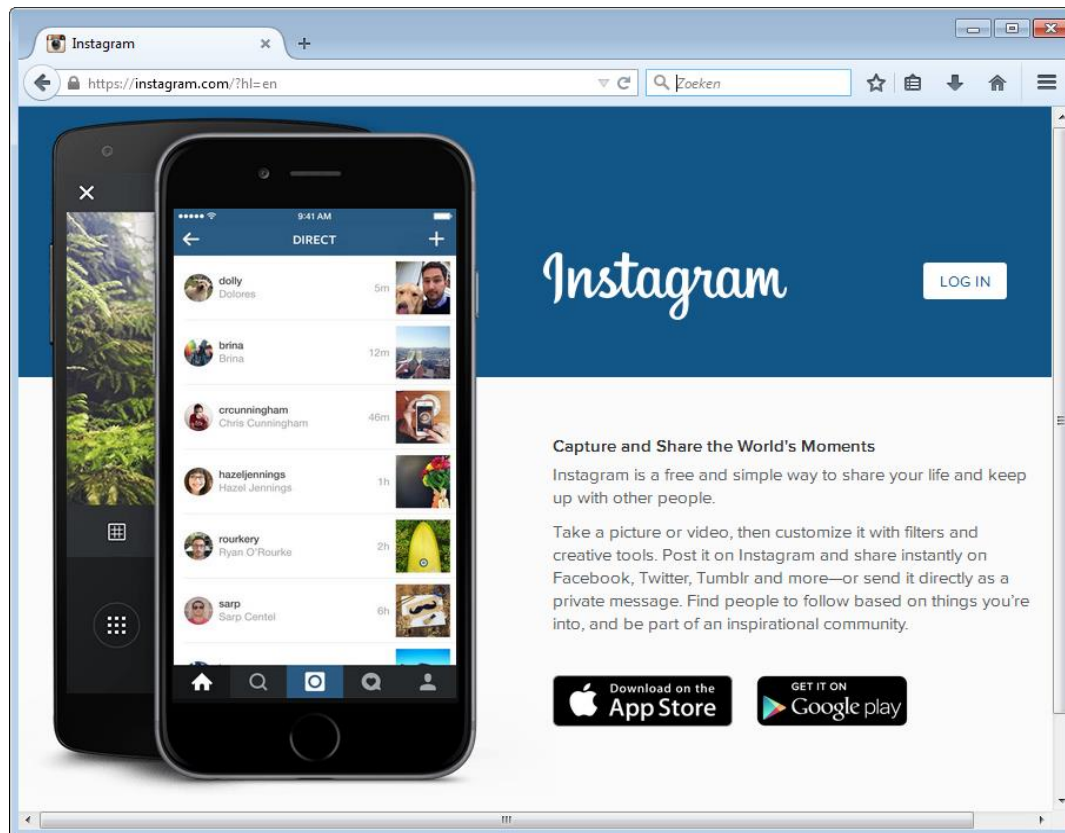 Instagram
https://instagram.com/?hl=en
Zoeken
9:41 AM
DIRECT
dolly
Dolores
5m
brina
Brina
12m
crcunningham
Chris Cunningham
46m
hazeljennings
Hazel Jennings
1h
rourkery
Ryan O'Rourke
2h
sarp
Sarp Centel
6h
Instagram
LOG IN
Capture and Share the World's Moments
Instagram is a free and simple way to share your life and keep
up with other people.
Take a picture or video, then customize it with filters and
creative tools. Post it on Instagram and share instantly on
Facebook, Twitter, Tumblr and more—or send it directly as a
private message. Find people to follow based on things you're
into, and be part of an inspirational community.
Download on the
App Store
GET IT ON
Google play